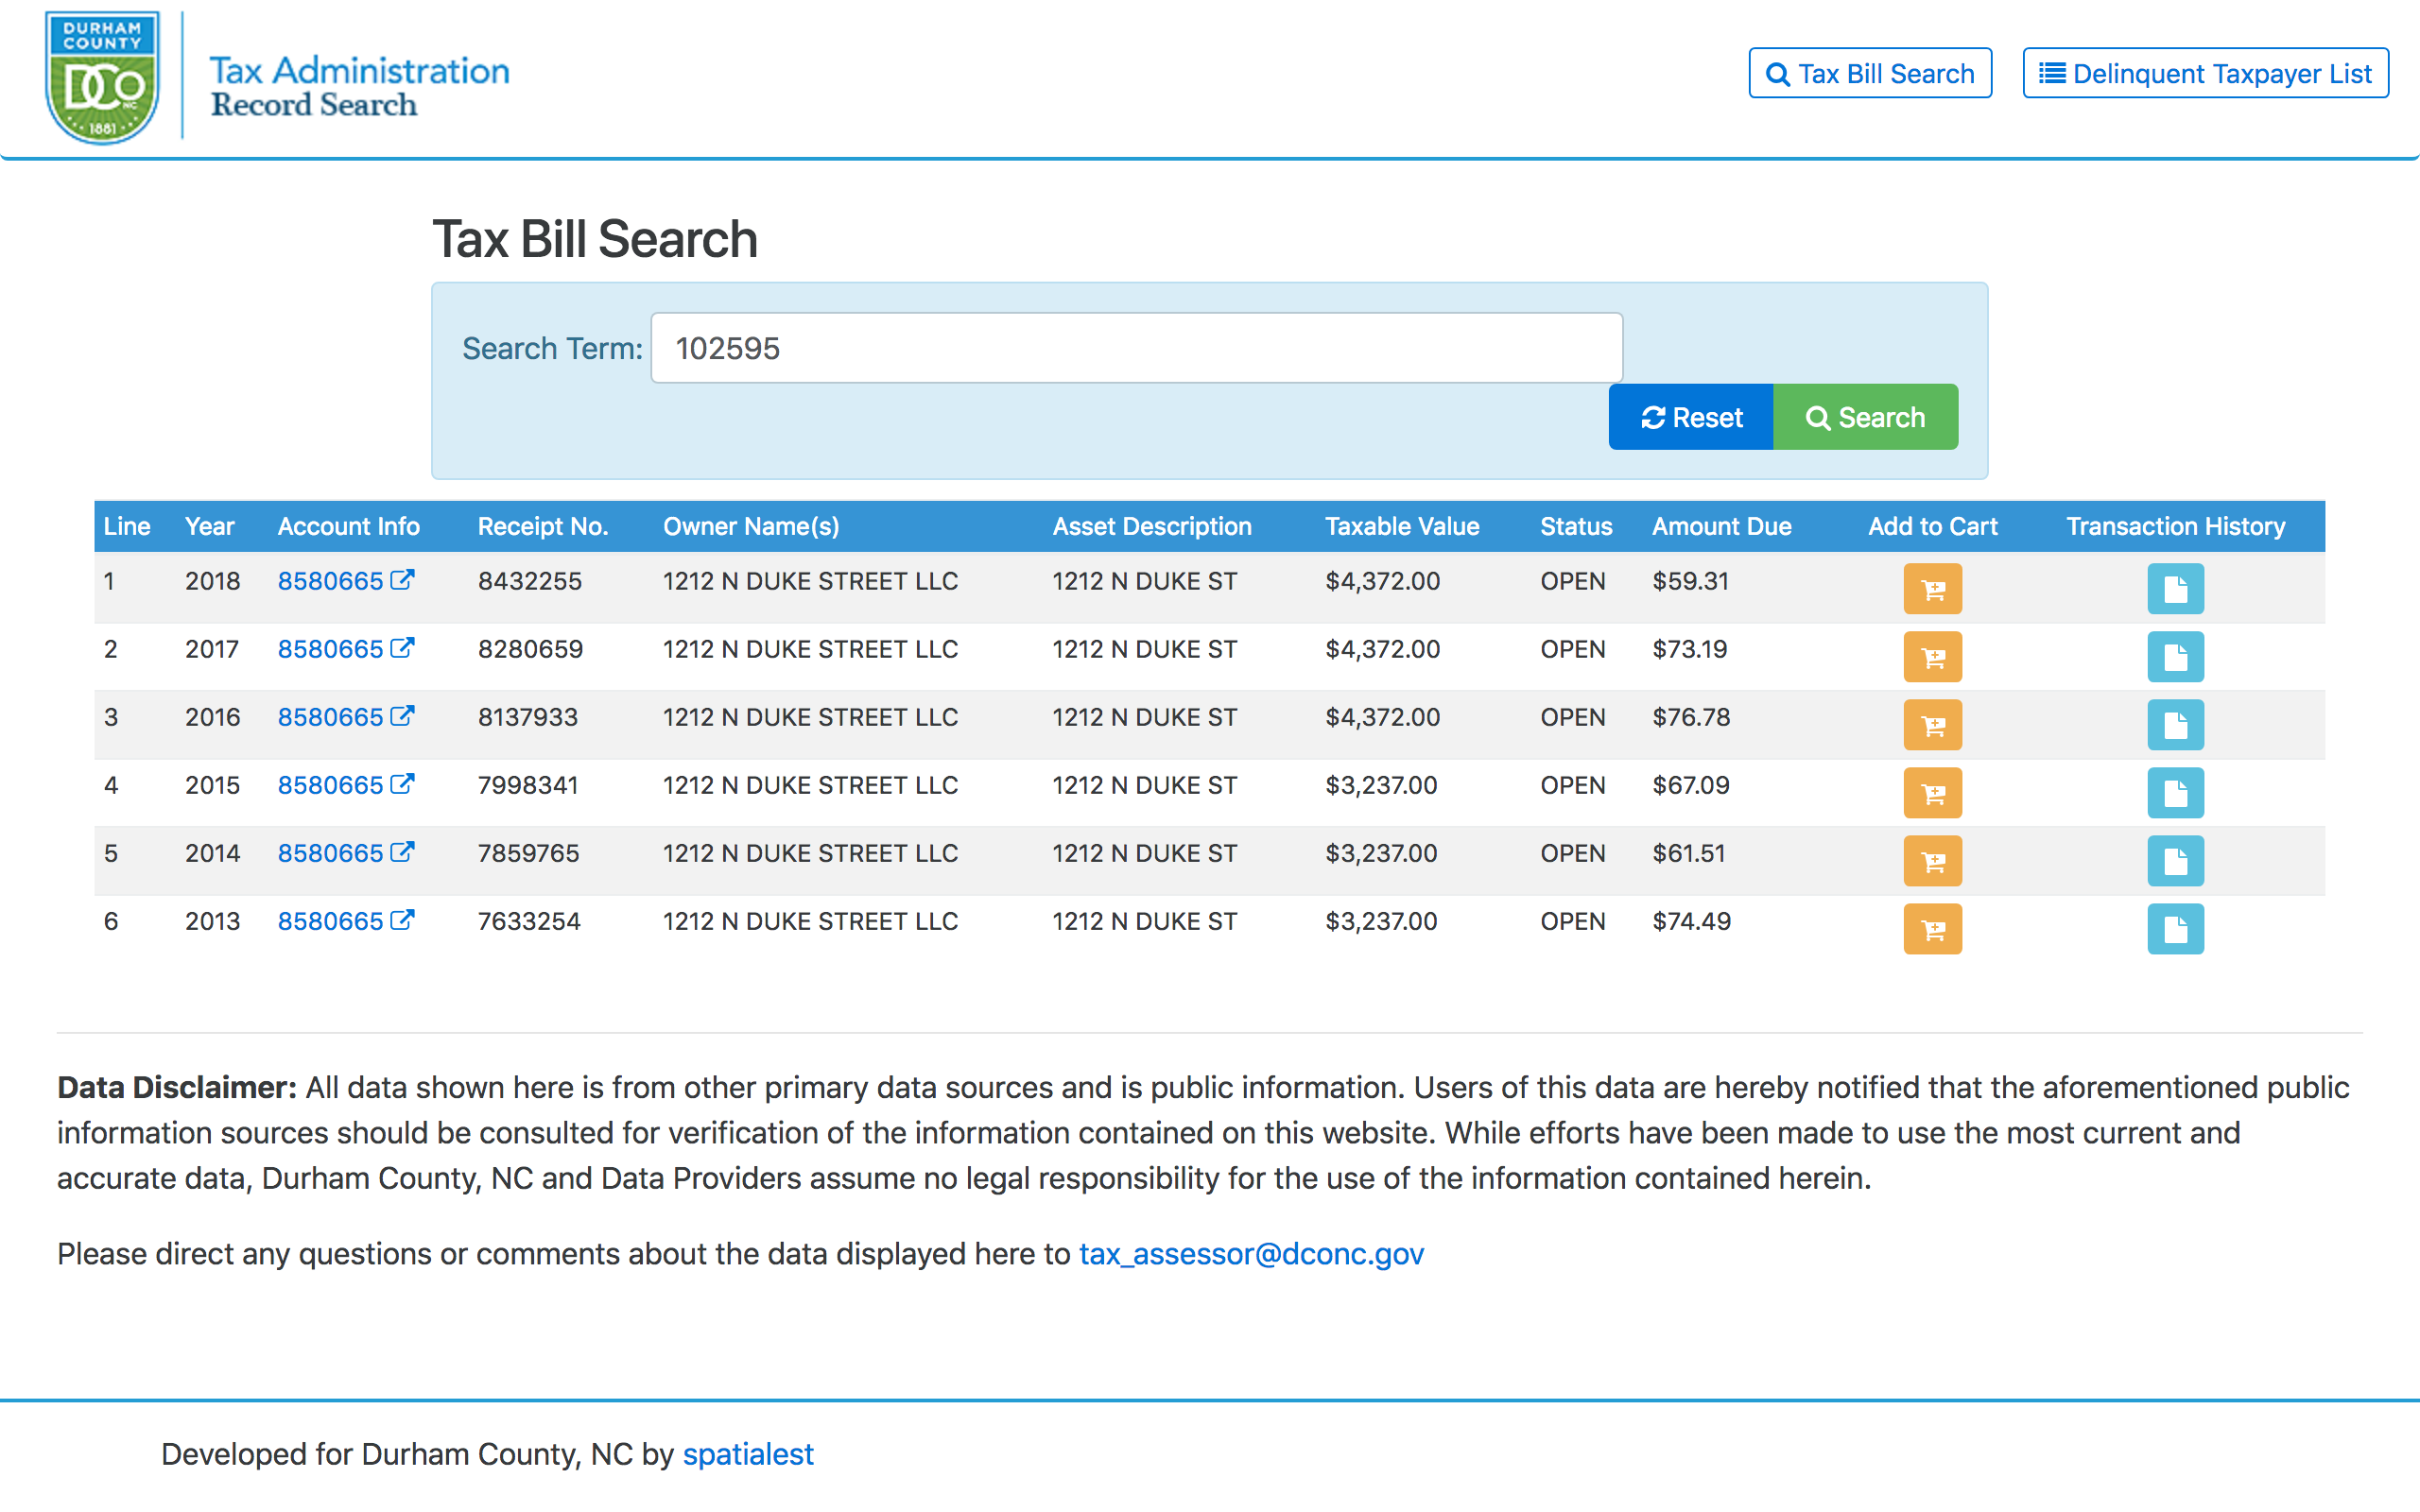 DURHAM
COUNTY
DCO
NC
1881
Tax Administration
Record Search
Tax Bill Search
Delinquent Taxpayer List
Tax Bill Search
Search Term: 102595
Reset Search
Line Year Account Info Receipt No. Owner Name(s) Asset Description Taxable Value Status Amount Due Add to Cart Transaction History
1 2018 8580665 8432255 1212 N DUKE STREET LLC 1212 N DUKE ST $4,372.00 OPEN $59.31
2 2017 8580665 8280659 1212 N DUKE STREET LLC 1212 N DUKE ST $4,372.00 OPEN $73.19
3 2016 8580665 8137933 1212 N DUKE STREET LLC 1212 N DUKE ST $4,372.00 OPEN $76.78
4 2015 8580665 7998341 1212 N DUKE STREET LLC 1212 N DUKE ST $3,237.00 OPEN $67.09
5 2014 8580665 7859765 1212 N DUKE STREET LLC 1212 N DUKE ST $3,237.00 OPEN $61.51
6 2013 8580665 7633254 1212 N DUKE STREET LLC 1212 N DUKE ST $3,237.00 OPEN $74.49
Data Disclaimer: All data shown here is from other primary data sources and is public information. Users of this data are hereby notified that the aforementioned public
information sources should be consulted for verification of the information contained on this website. While efforts have been made to use the most current and
accurate data, Durham County, NC and Data Providers assume no legal responsibility for the use of the information contained herein.
Please direct any questions or comments about the data displayed here to tax_assessor@dconc.gov
Developed for Durham County, NC by spatialest